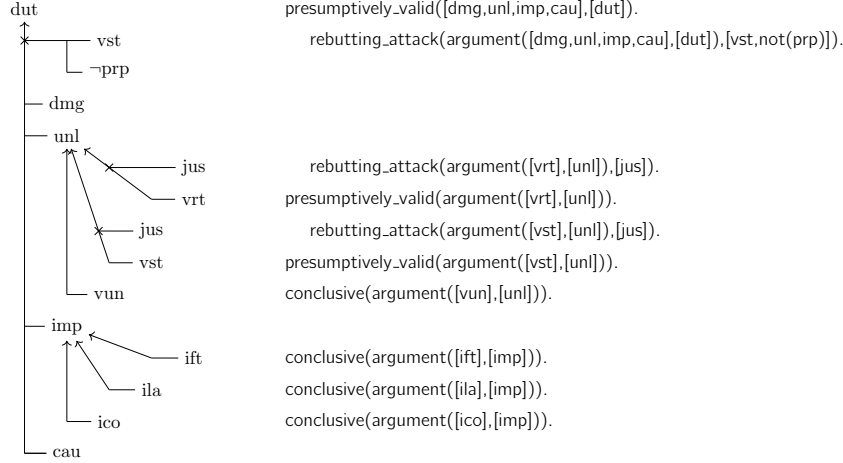 dut presumptively_valid([dmg,unl,imp,cau],[dut]).
vst rebutting_attack(argument([dmg,unl,imp,cau],[dut]),[vst,not(prp)]).
¬prp
dmg
unl
jus rebutting_attack(argument([vrt],[unl]),[jus]).
vrt presumptively_valid(argument([vrt],[unl])).
jus rebutting_attack(argument([vst],[unl]),[jus].
vst presumptively_valid(argument([vst],[unl])).
vun conclusive(argument([vun],[unl])).
imp
ift conclusive(argument([ift],[imp])).
ila conclusive(argument([ila],[imp])).
ico conclusive(argument([ico],[imp])).
cau